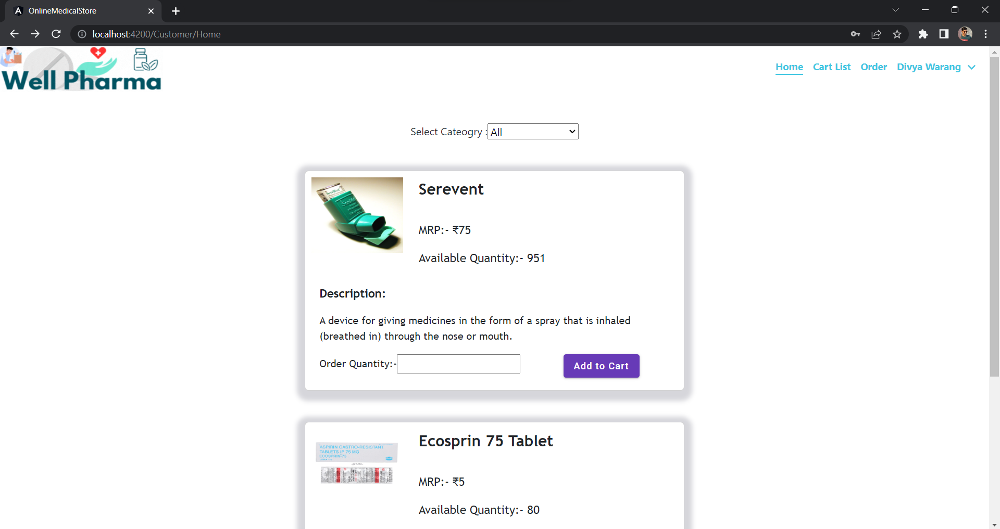 OnlineMedicalStore
localhost:4200/Customer/Home
Well Pharma
Home Cart List Order Divya Warang
Select Cateogry : All
Serevent
MRP:- ₹75
Available Quantity:- 951
Description:
A device for giving medicines in the form of a spray that is inhaled
(breathed in) through the nose or mouth.
Order Quantity:-
Add to Cart
Ecosprin 75 Tablet
ASPIRIN GASTRO-RESISTANT
TABLETS IP 75 MG
ECOSPRIN 75
MRP:- ₹5
Available Quantity:- 80